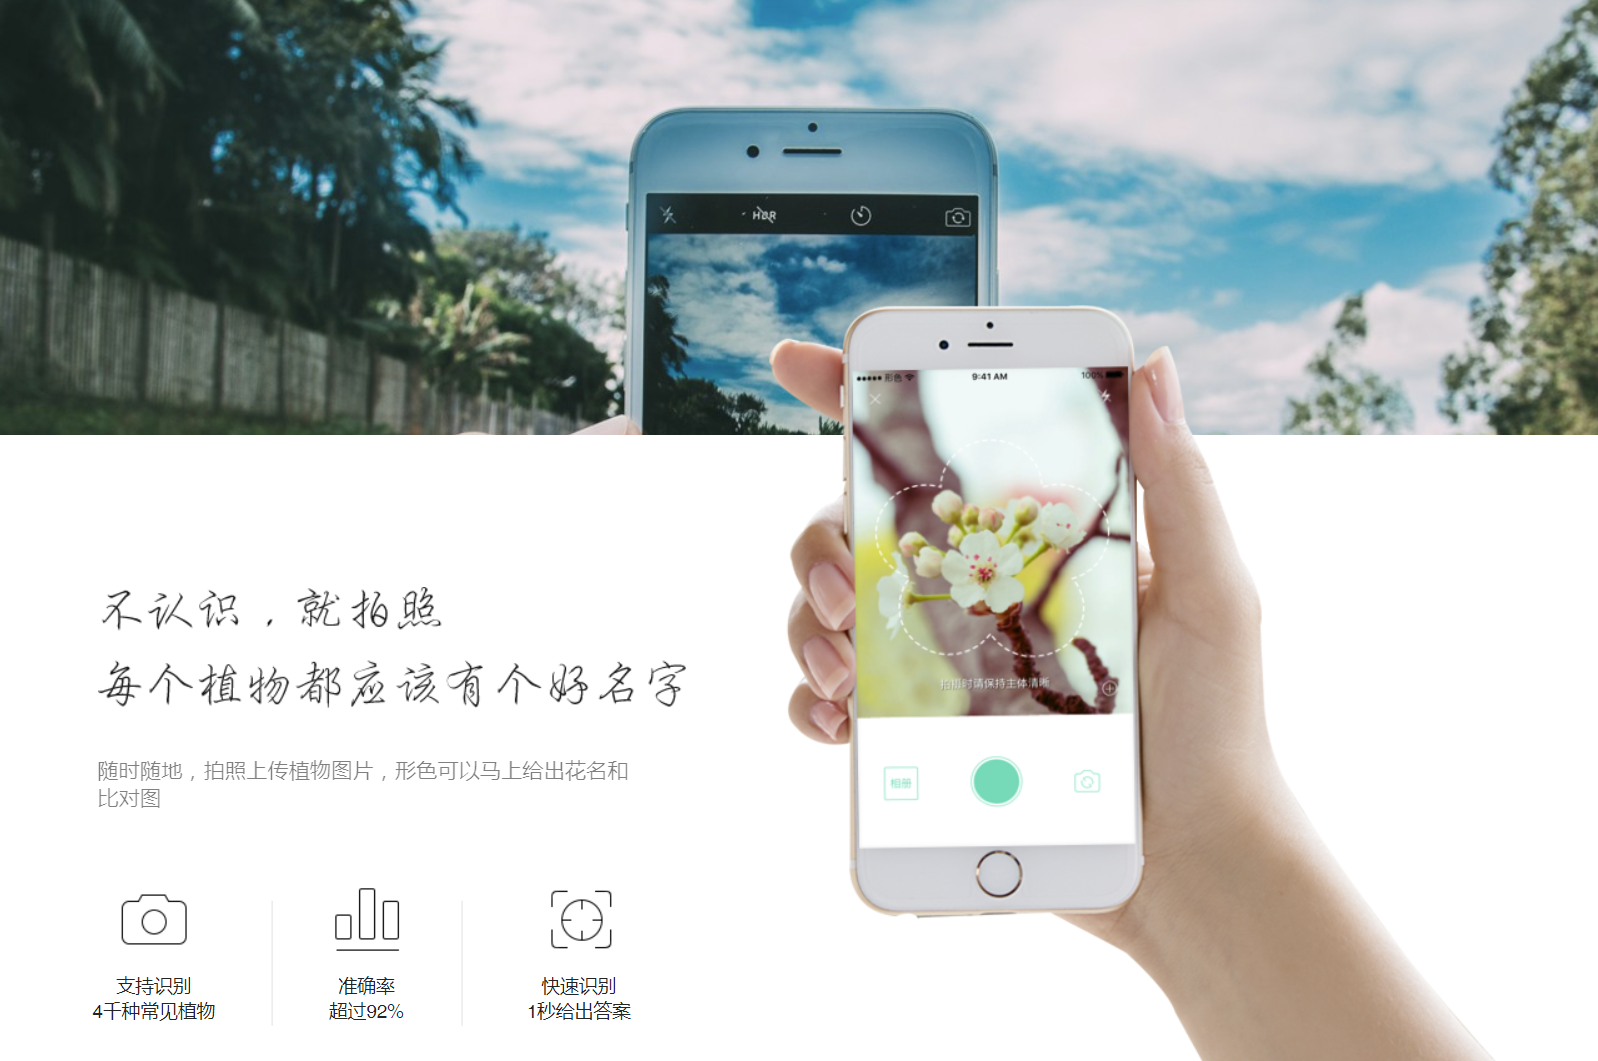 HDR
形色
9:41 AM
100%
拍摄时请保持主体清晰
相册
不认识，就拍照
每个植物都应该有个好名字
随时随地，拍照上传植物图片，形色可以马上给出花名和
比对图
支持识别
4千种常见植物
准确率
超过92%
快速识别
1秒给出答案